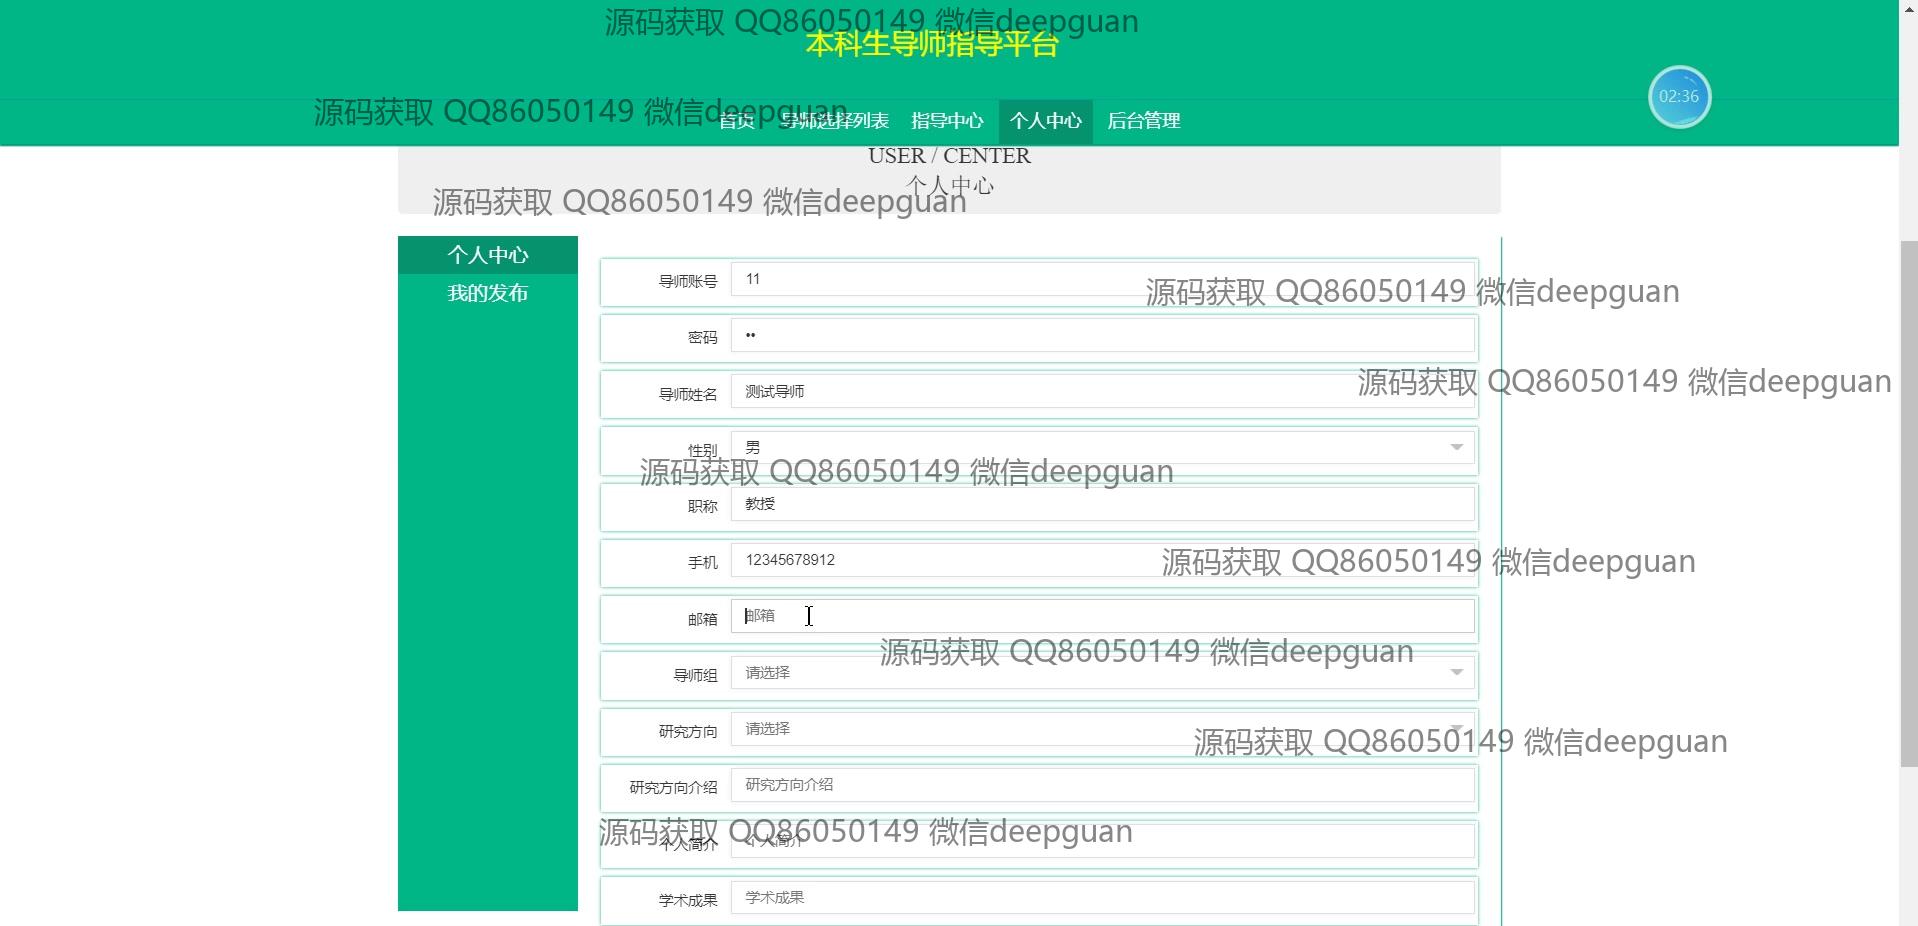 源码获取 QQ86050149 微信deepguan
本科生导师指导平台
02:36
源码获取 QQ86050149 微信deepguan
首页 导师选择列表 指导中心 个人中心 后台管理
USER / CENTER
个人中心
源码获取 QQ86050149 微信deepguan
个人中心
我的发布
导师账号 11
源码获取 QQ86050149 微信deepguan
密码 ••
导师姓名 测试导师
源码获取 QQ86050149 微信deepguan
性别 男
源码获取 QQ86050149 微信deepguan
职称 教授
手机 12345678912
源码获取 QQ86050149 微信deepguan
邮箱 邮箱
源码获取 QQ86050149 微信deepguan
导师组 请选择
研究方向 请选择
源码获取 QQ86050149 微信deepguan
研究方向介绍 研究方向介绍
源码获取 QQ86050149 微信deepguan
个人简介 个人简介
学术成果 学术成果